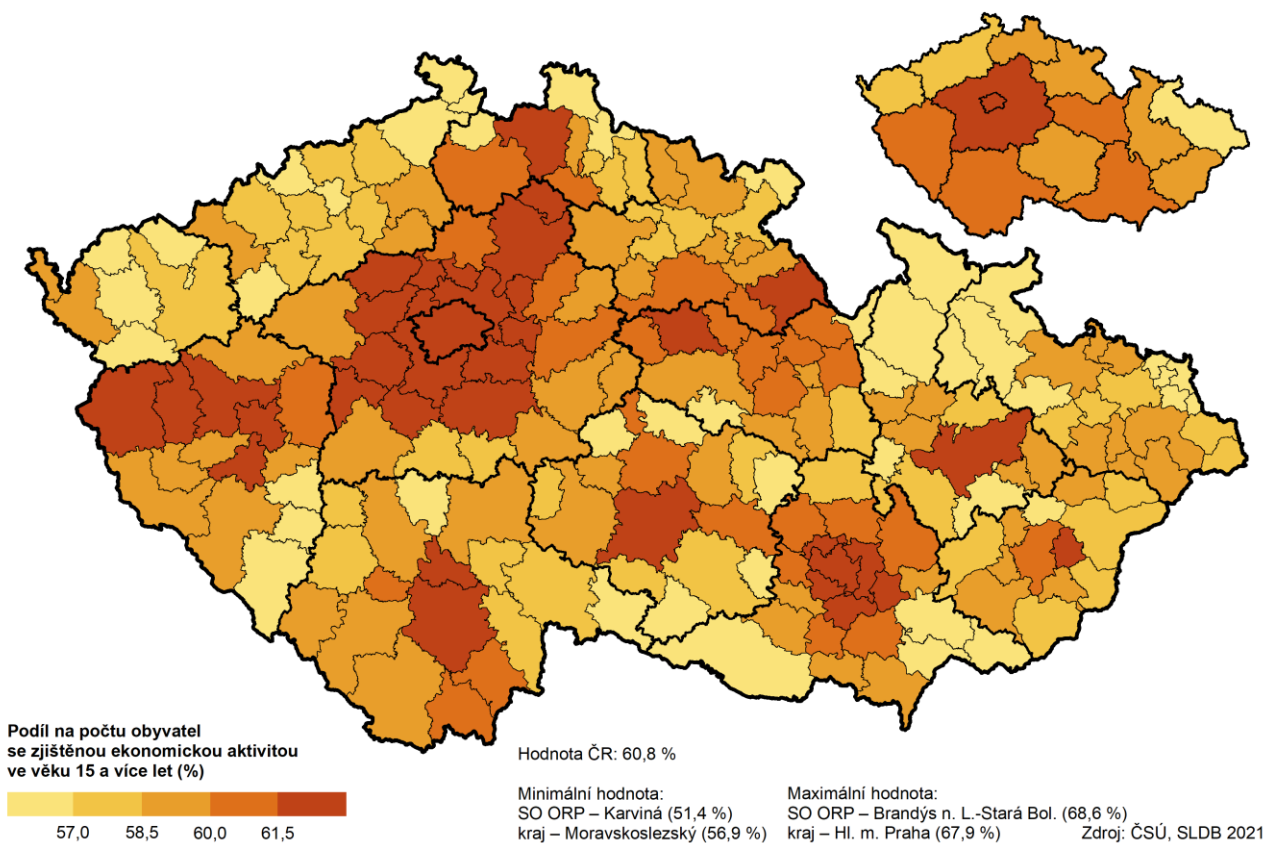 Podíl na počtu obyvatel
se zjištěnou ekonomickou aktivitou
ve věku 15 a více let (%)
57,0 58,5 60,0 61,5
Hodnota ČR: 60,8 %
Minimální hodnota:
SO ORP – Karviná (51,4 %)
kraj – Moravskoslezský (56,9 %)
Maximální hodnota:
SO ORP – Brandýs n. L.-Stará Bol. (68,6 %)
kraj – Hl. m. Praha (67,9 %)
Zdroj: ČSÚ, SLDB 2021